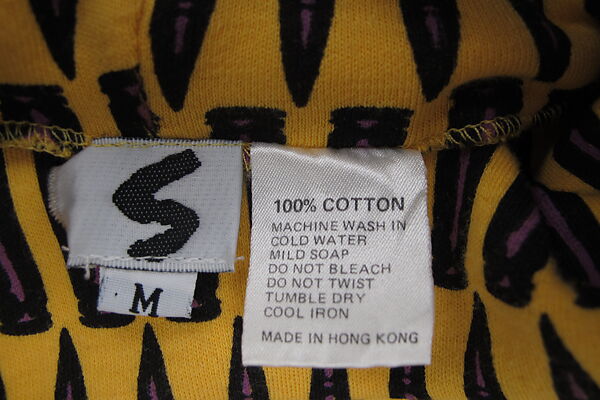 S
M
100% COTTON
MACHINE WASH IN
COLD WATER
MILD SOAP
DO NOT BLEACH
DO NOT TWIST
TUMBLE DRY
COOL IRON
MADE IN HONG KONG